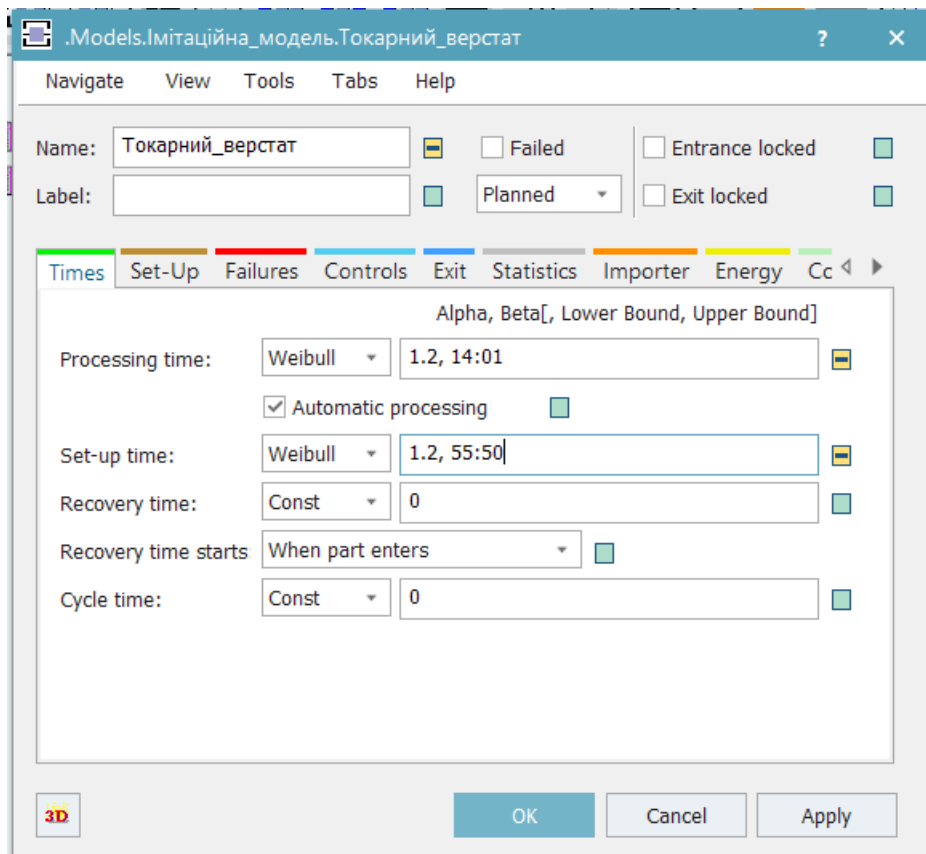 .Models.Імітаційна_модель.Токарний_верстат ? ×
Navigate View Tools Tabs Help
Name: Токарний_верстат Failed Entrance locked
Label: Planned Exit locked
Times Set-Up Failures Controls Exit Statistics Importer Energy Cc
Alpha, Beta[, Lower Bound, Upper Bound]
Processing time: Weibull 1.2, 14:01
Automatic processing
Set-up time: Weibull 1.2, 55:50
Recovery time: Const 0
Recovery time starts When part enters
Cycle time: Const 0
3D OK Cancel Apply